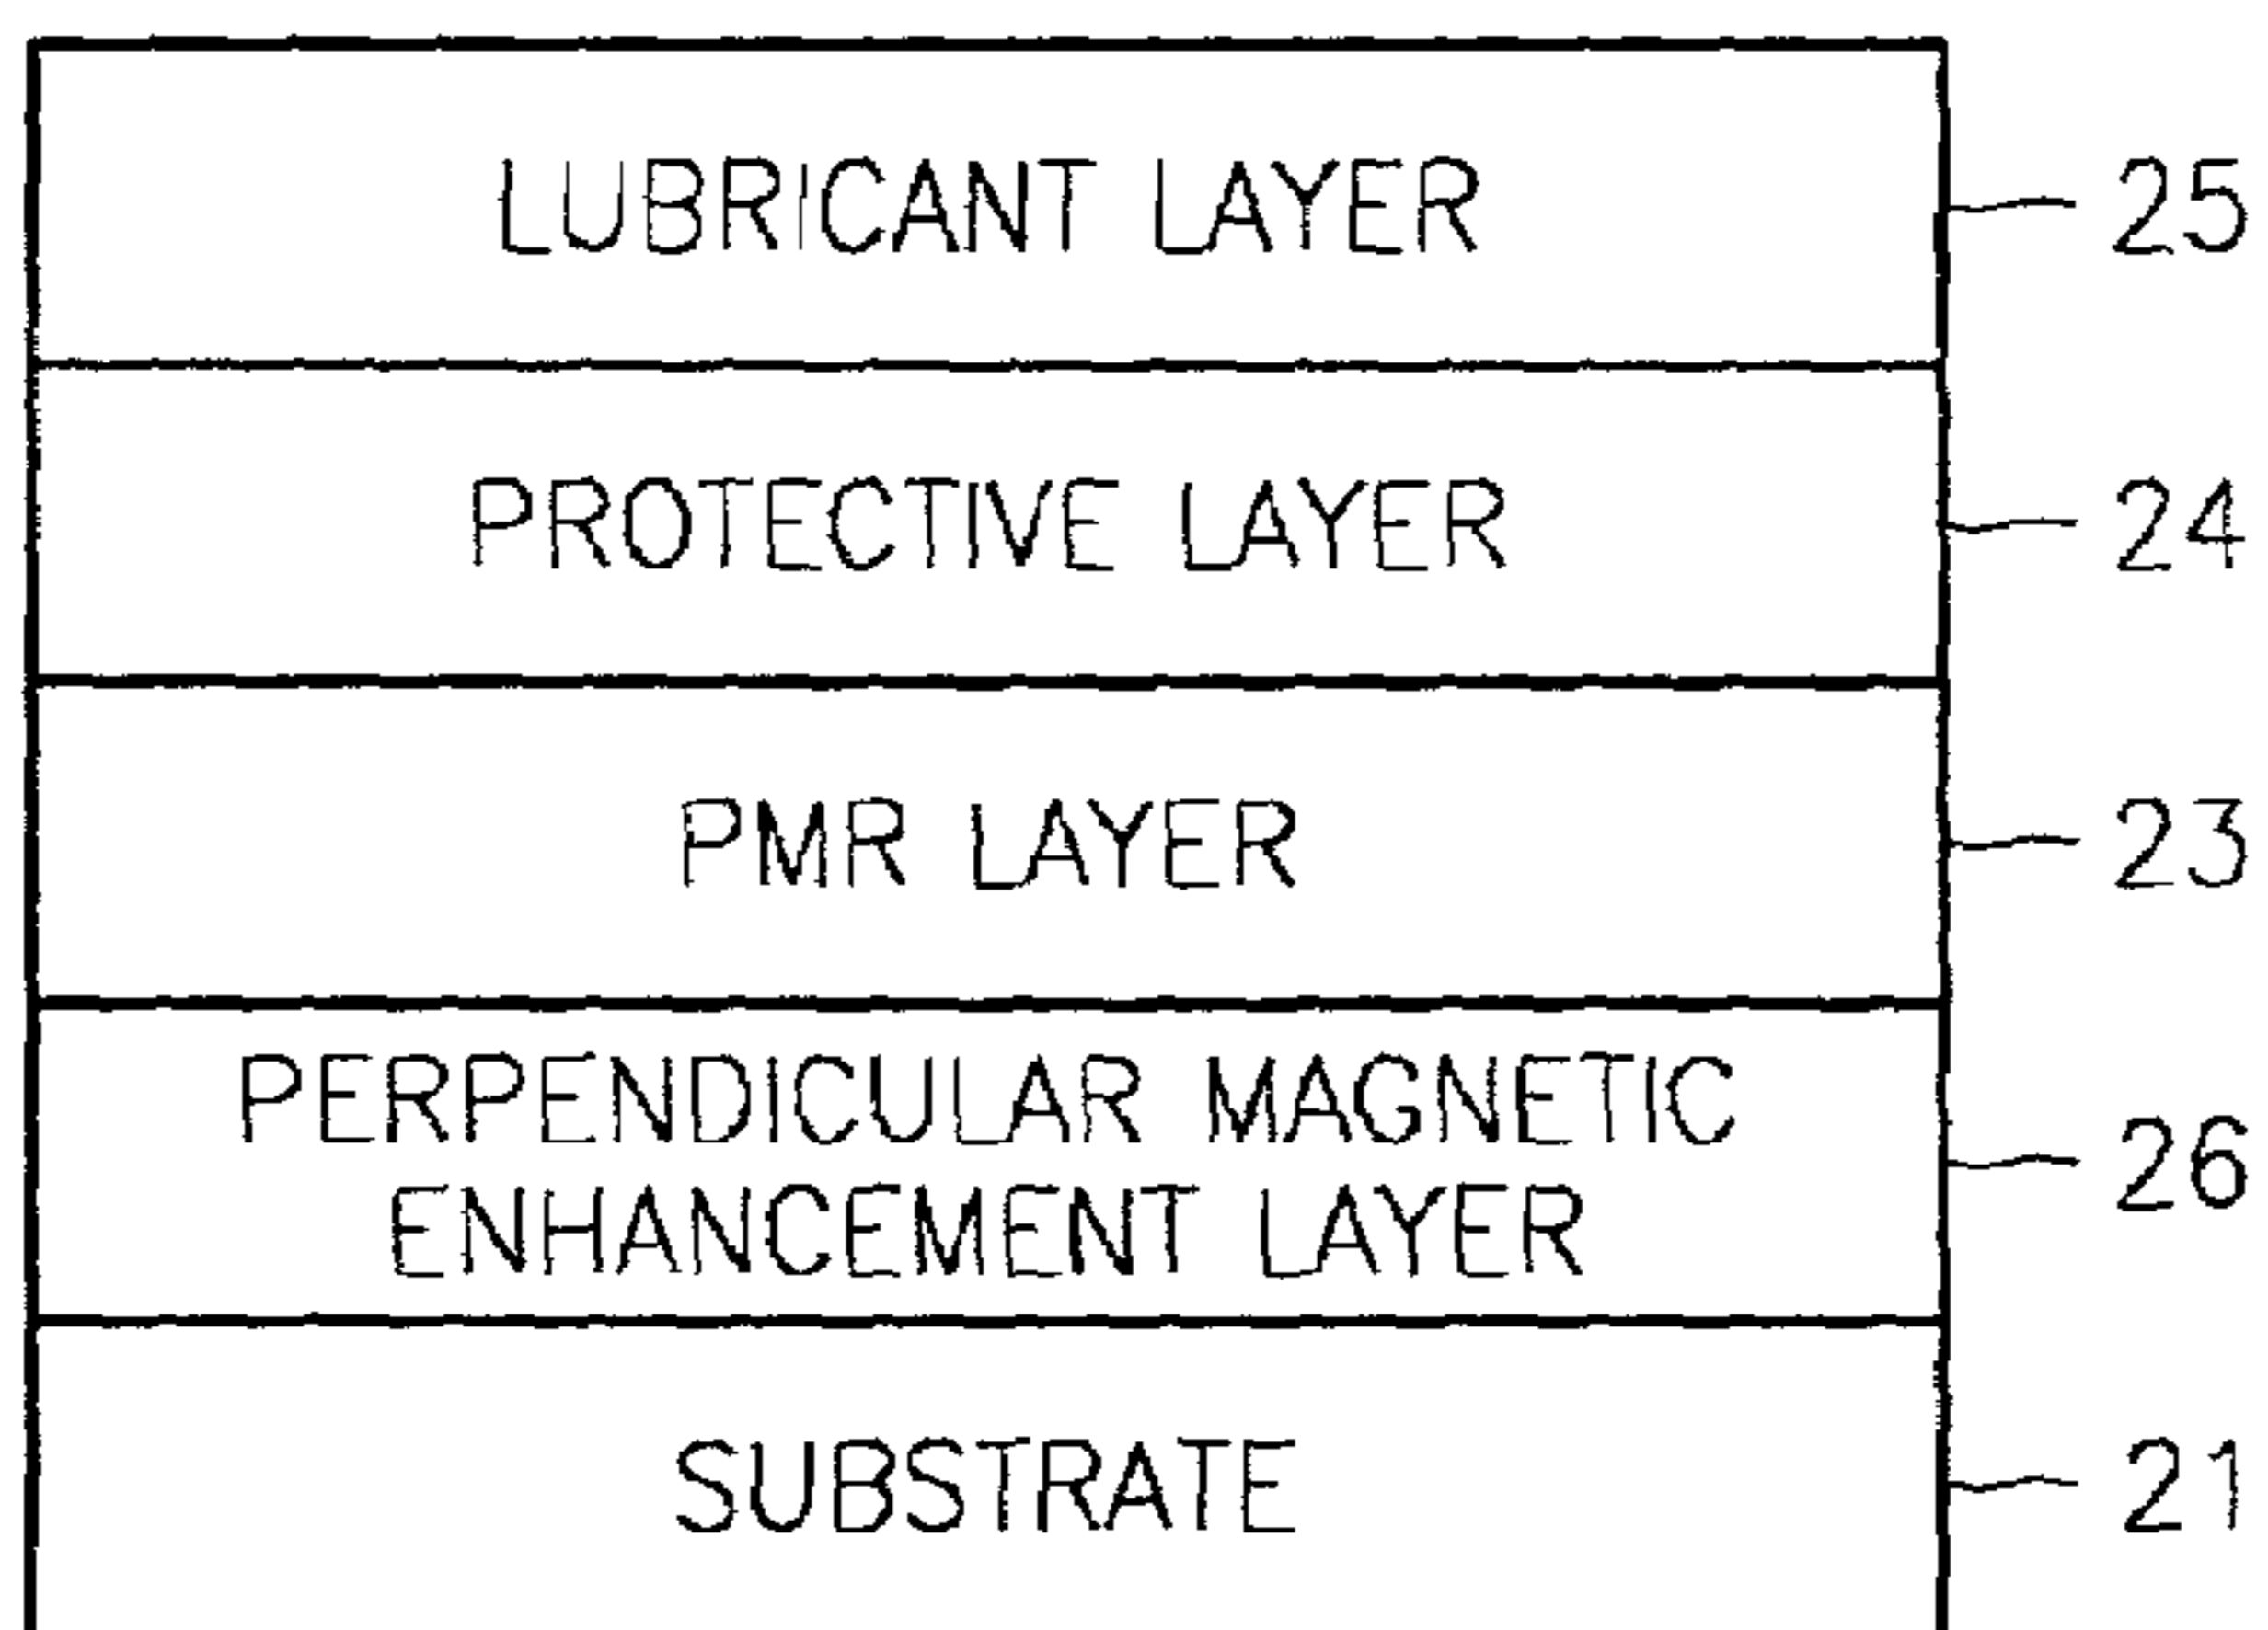 LUBRICANT LAYER 25
PROTECTIVE LAYER 24
PMR LAYER 23
PERPENDICULAR MAGNETIC
ENHANCEMENT LAYER 26
SUBSTRATE 21